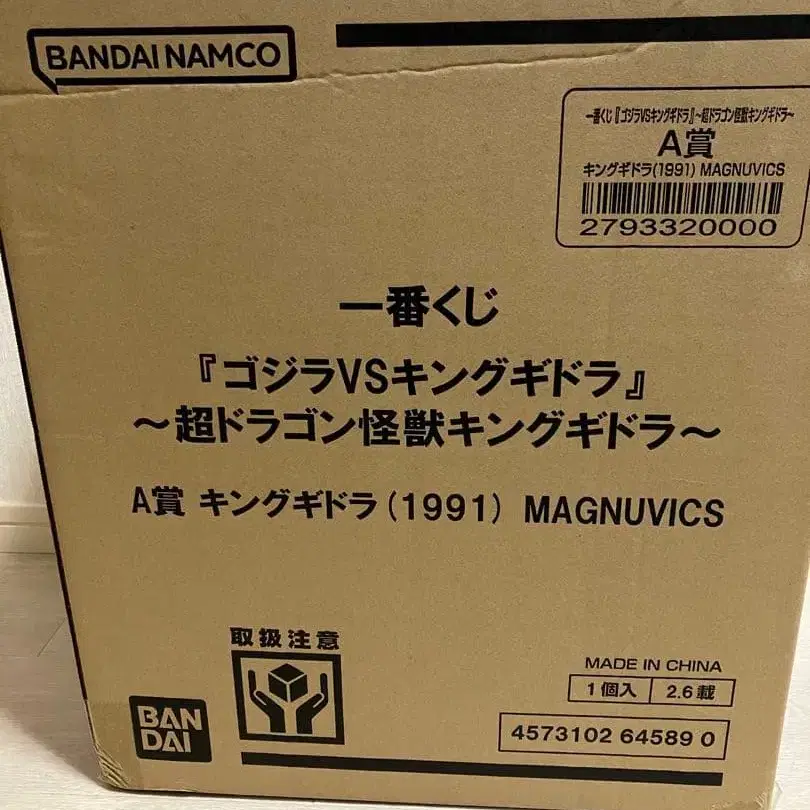 BANDAI NAMCO
一番くじ『ゴジラVSキングギドラ』~超ドラゴン怪獣キングギドラ~
A賞
キングギドラ(1991) MAGNUVICS
2793320000
一番くじ
『ゴジラVSキングギドラ』
~超ドラゴン怪獣キングギドラ~
A賞 キングギドラ(1991) MAGNUVICS
取扱注意
BAN
DAI
MADE IN CHINA
1個入 2.6載
4573102 64589 0